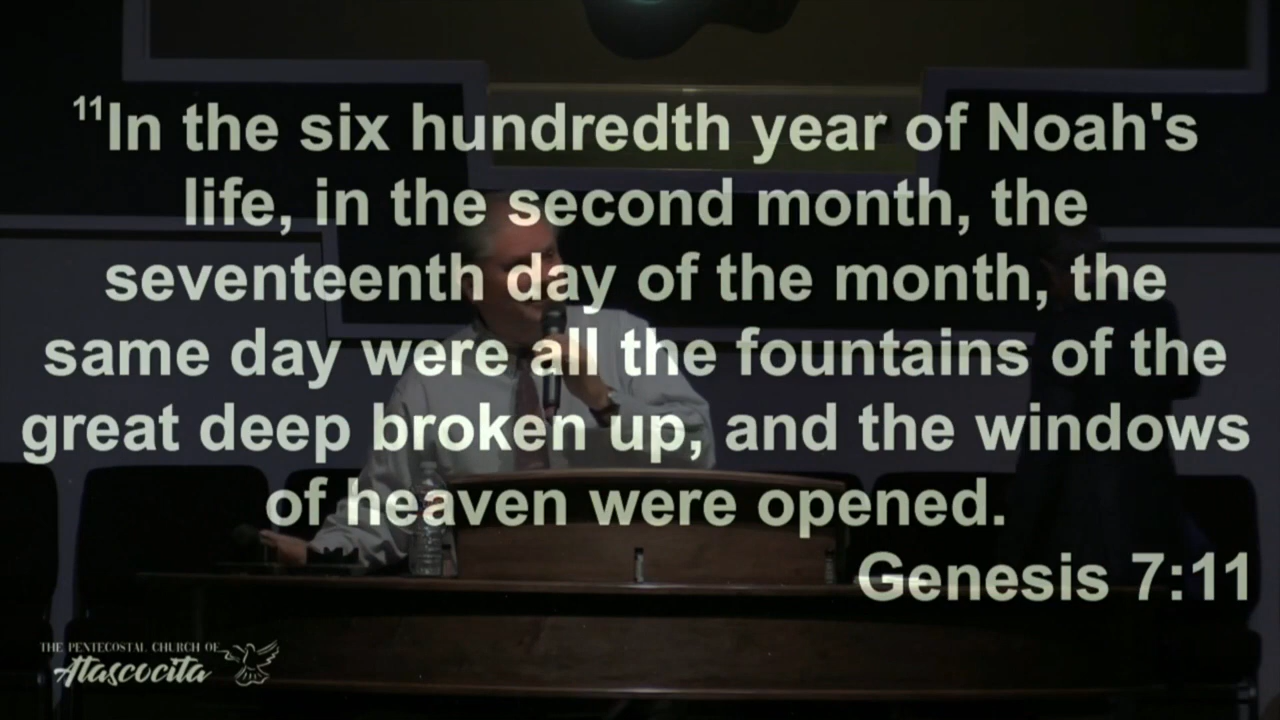 ¹¹In the six hundredth year of Noah's
life, in the second month, the
seventeenth day of the month, the
same day were all the fountains of the
great deep broken up, and the windows
of heaven were opened.
Genesis 7:11
THE PENTECOSTAL CHURCH OF
Atascocita